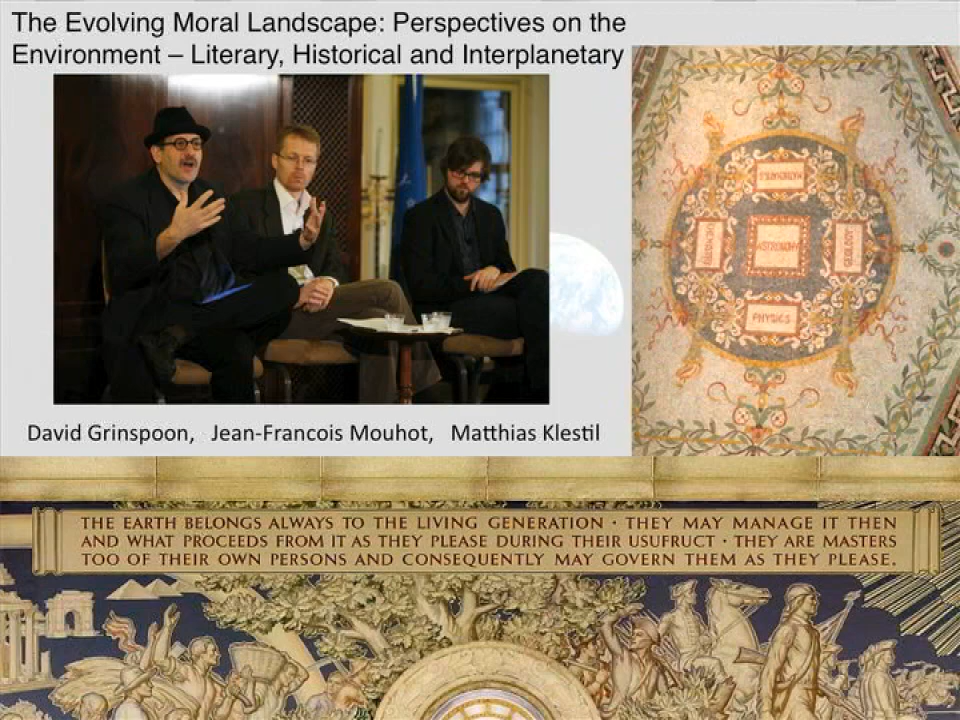 The Evolving Moral Landscape: Perspectives on the
Environment – Literary, Historical and Interplanetary
MATHEMATICS
CHEMISTRY
ASTRONOMY
GEOLOGY
PHYSICS
David Grinspoon, Jean-Francois Mouhot, Matthias Klestil
THE EARTH BELONGS ALWAYS TO THE LIVING GENERATION · THEY MAY MANAGE IT THEN
AND WHAT PROCEEDS FROM IT AS THEY PLEASE DURING THEIR USUFRUCT · THEY ARE MASTERS
TOO OF THEIR OWN PERSONS AND CONSEQUENTLY MAY GOVERN THEM AS THEY PLEASE.